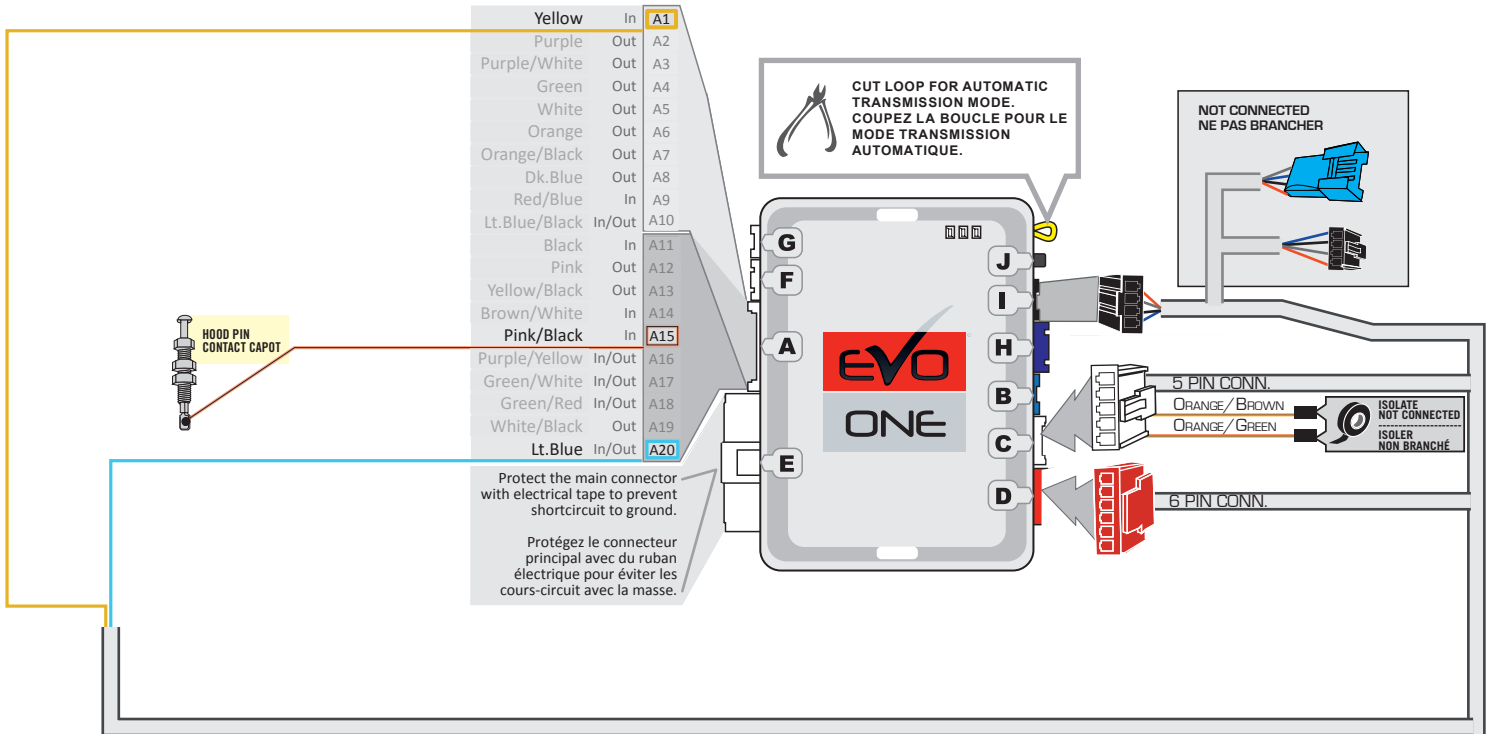 Yellow In A1
Purple Out A2
Purple/White Out A3
Green Out A4
White Out A5
Orange Out A6
Orange/Black Out A7
Dk.Blue Out A8
Red/Blue In A9
Lt.Blue/Black In/Out A10
Black In A11
Pink Out A12
Yellow/Black Out A13
Brown/White In A14
Pink/Black In A15
Purple/Yellow In/Out A16
Green/White In/Out A17
Green/Red In/Out A18
White/Black Out A19
Lt.Blue In/Out A20
Protect the main connector
with electrical tape to prevent
shortcircuit to ground.
Protégez le connecteur
principal avec du ruban
électrique pour éviter les
cours-circuit avec la masse.
HOOD PIN
CONTACT CAPOT
CUT LOOP FOR AUTOMATIC
TRANSMISSION MODE.
COUPEZ LA BOUCLE POUR LE
MODE TRANSMISSION
AUTOMATIQUE.
G
F
A
E
J
I
H
B
C
D
EVO
ONE
NOT CONNECTED
NE PAS BRANCHER
5 PIN CONN.
ORANGE/BROWN
ORANGE/GREEN
ISOLATE
NOT CONNECTED
ISOLER
NON BRANCHÉ
6 PIN CONN.